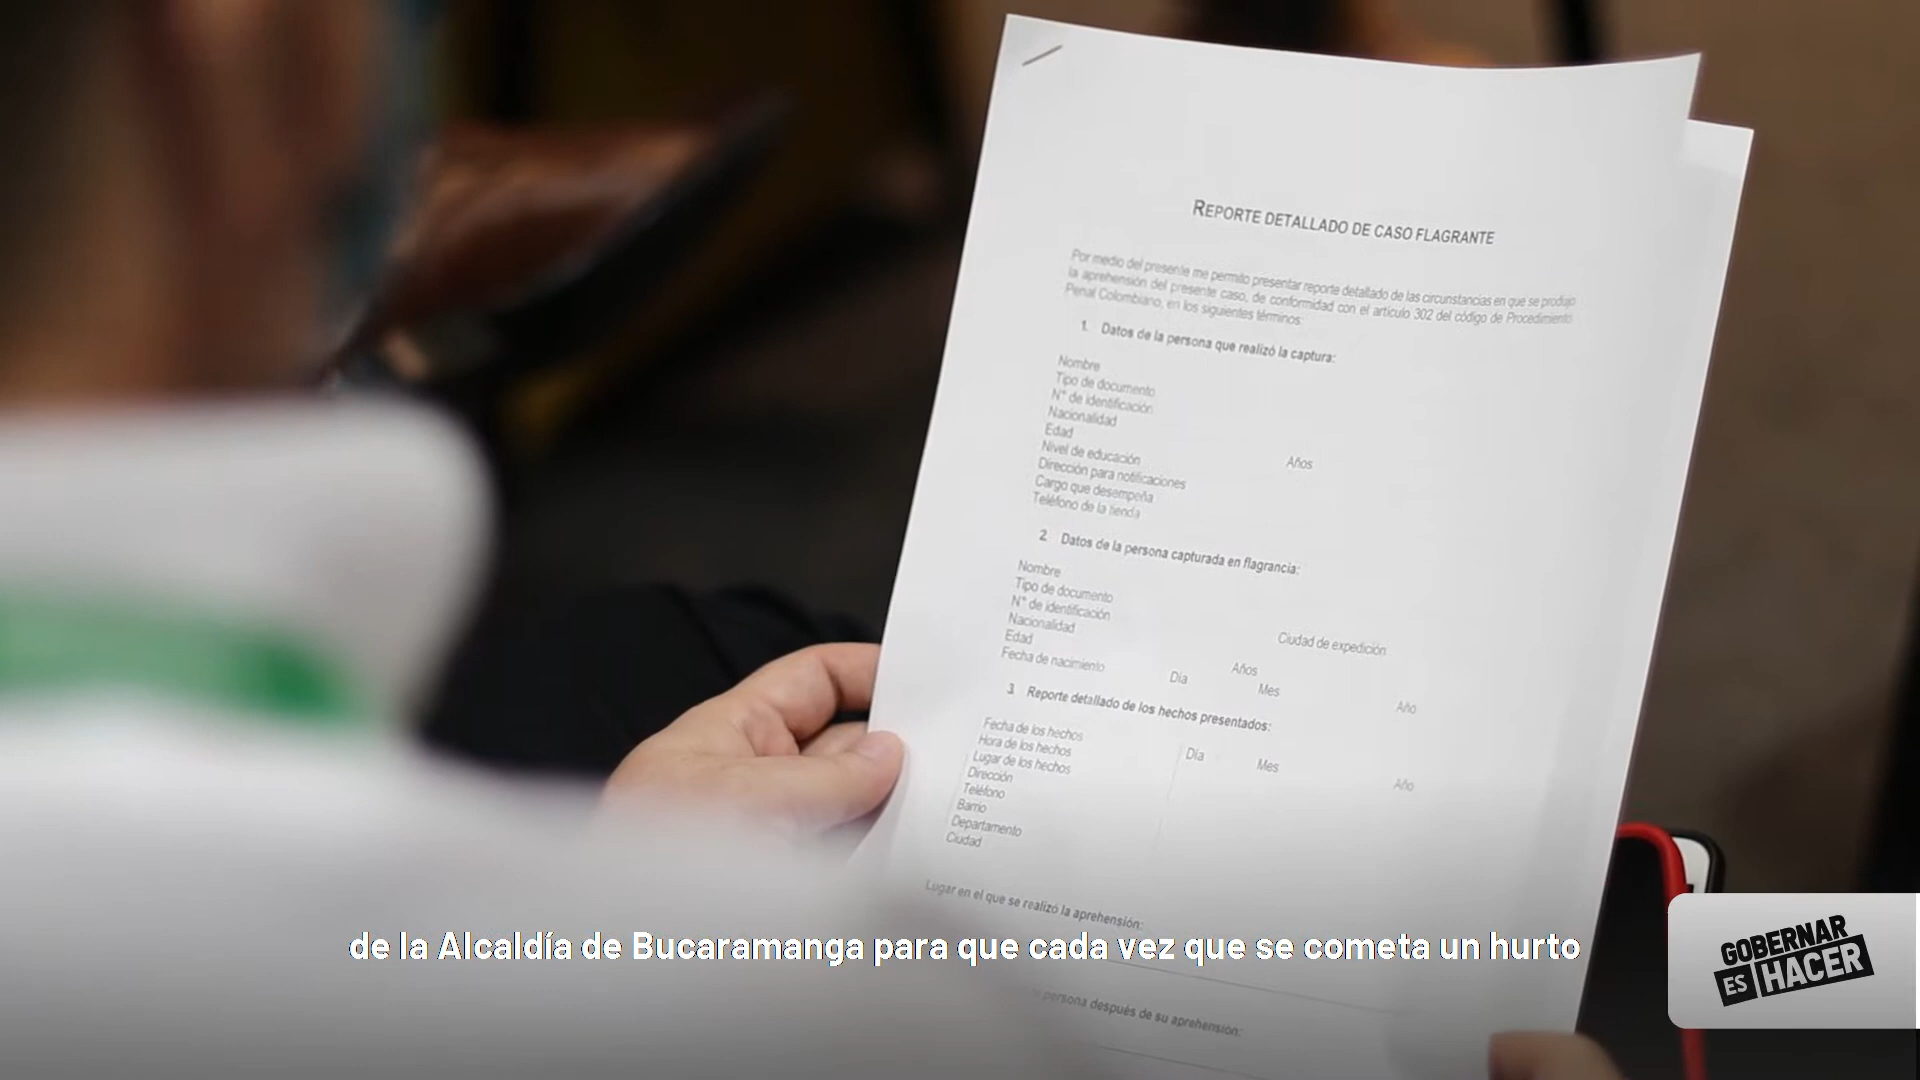 REPORTE DETALLADO DE CASO FLAGRANTE
Por medio del presente me permito presentar reporte detallado de las circunstancias en que se produjo
la aprehensión del presente caso, de conformidad con el artículo 302 del código de Procedimiento
Penal Colombiano, en los siguientes términos:
1. Datos de la persona que realizó la captura:
Nombre
Tipo de documento
N° de identificación
Nacionalidad
Edad
Años
Nivel de educación
Dirección para notificaciones
Cargo que desempeña
Teléfono de la tienda
2. Datos de la persona capturada en flagrancia:
Nombre
Tipo de documento
N° de identificación
Ciudad de expedición
Nacionalidad
Edad
Años
Fecha de nacimiento
Día
Mes
Año
3. Reporte detallado de los hechos presentados:
Fecha de los hechos
Día
Mes
Año
Hora de los hechos
Lugar de los hechos
Dirección
Teléfono
Barrio
Departamento
Ciudad
Lugar en el que se realizó la aprehensión:
de la Alcaldía de Bucaramanga para que cada vez que se cometa un hurto
persona después de su aprehensión:
GOBERNAR
ES HACER